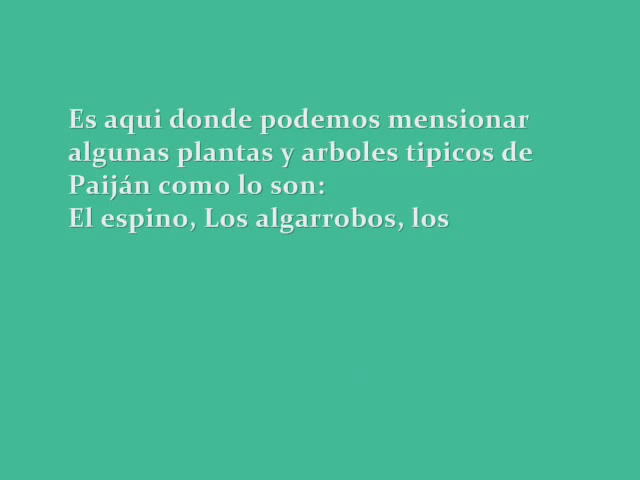 Es aqui donde podemos mensionar
algunas plantas y arboles tipicos de
Paiján como lo son:
El espino, Los algarrobos, los